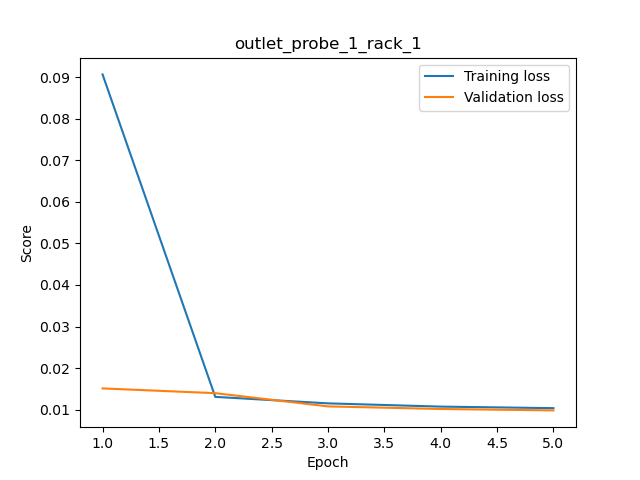 outlet_probe_1_rack_1
Training loss
Validation loss
0.09
0.08
0.07
0.06
0.05
0.04
0.03
0.02
0.01
Score
1.0 1.5 2.0 2.5 3.0 3.5 4.0 4.5 5.0
Epoch